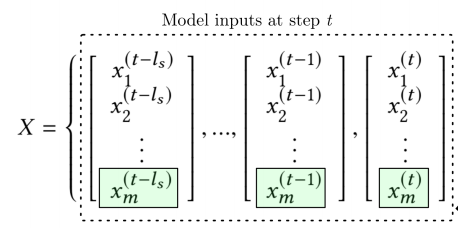 Model inputs at step t
X = { [ x_1^{(t-l_s)} x_2^{(t-l_s)} ⋮ x_m^{(t-l_s)} ] , ..., [ x_1^{(t-1)} x_2^{(t-1)} ⋮ x_m^{(t-1)} ] , [ x_1^{(t)} x_2^{(t)} ⋮ x_m^{(t)} ]